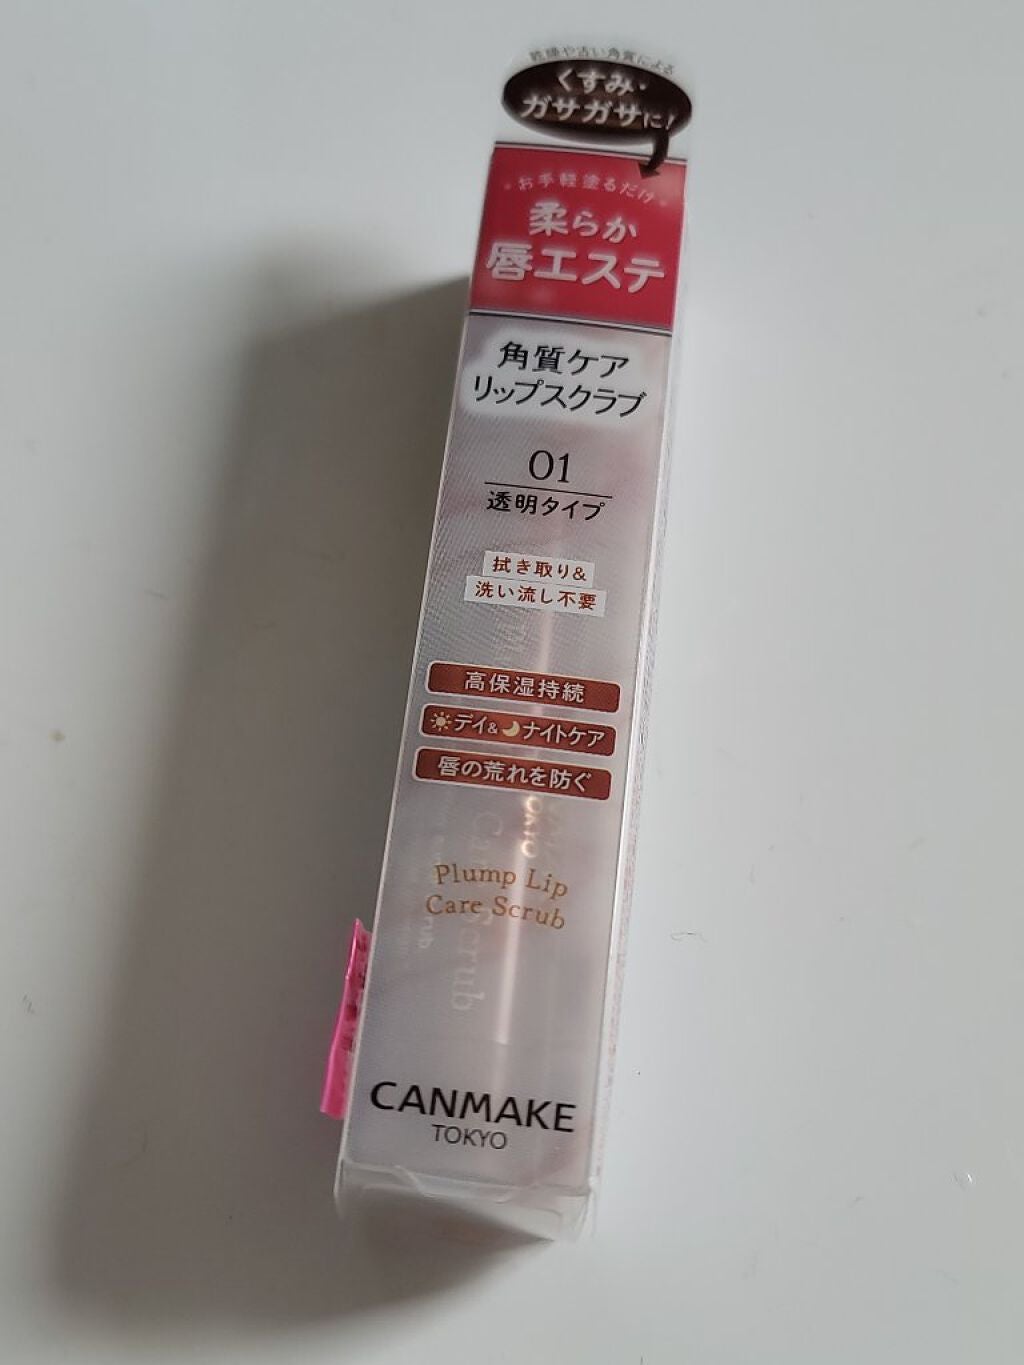 乾燥や古い角質による
くすみ・
ガサガサに!
お手軽塗るだけ
柔らか
唇エステ
角質ケア
リップスクラブ
01
透明タイプ
拭き取り&
洗い流し不要
高保湿持続
デイ&ナイトケア
唇の荒れを防ぐ
Plump Lip
Care Scrub
CANMAKE
TOKYO